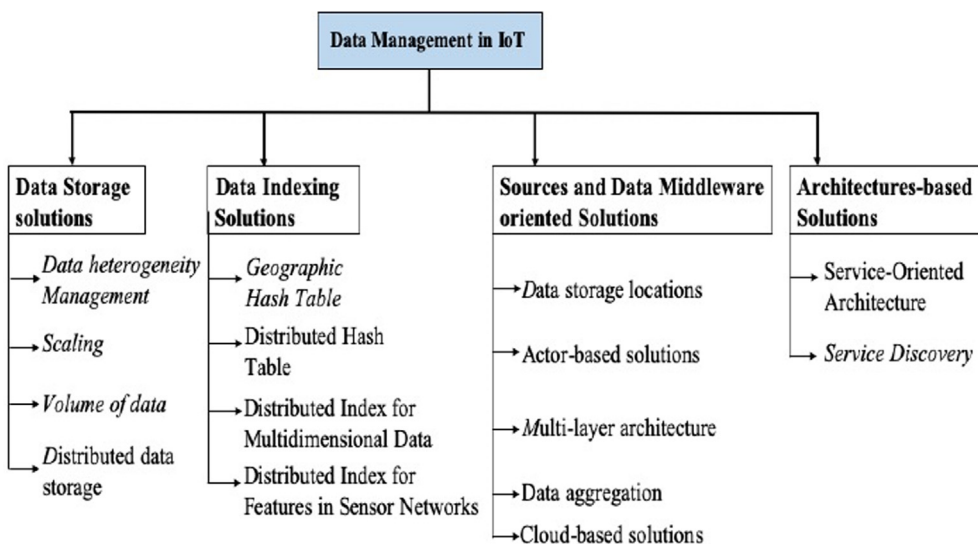 Data Management in IoT
Data Storage
solutions
Data heterogeneity
Management
Scaling
Volume of data
Distributed data
storage
Data Indexing
Solutions
Geographic
Hash Table
Distributed Hash
Table
Distributed Index for
Multidimensional Data
Distributed Index for
Features in Sensor Networks
Sources and Data Middleware
oriented Solutions
Data storage locations
Actor-based solutions
Multi-layer architecture
Data aggregation
Cloud-based solutions
Architectures-based
Solutions
Service-Oriented
Architecture
Service Discovery